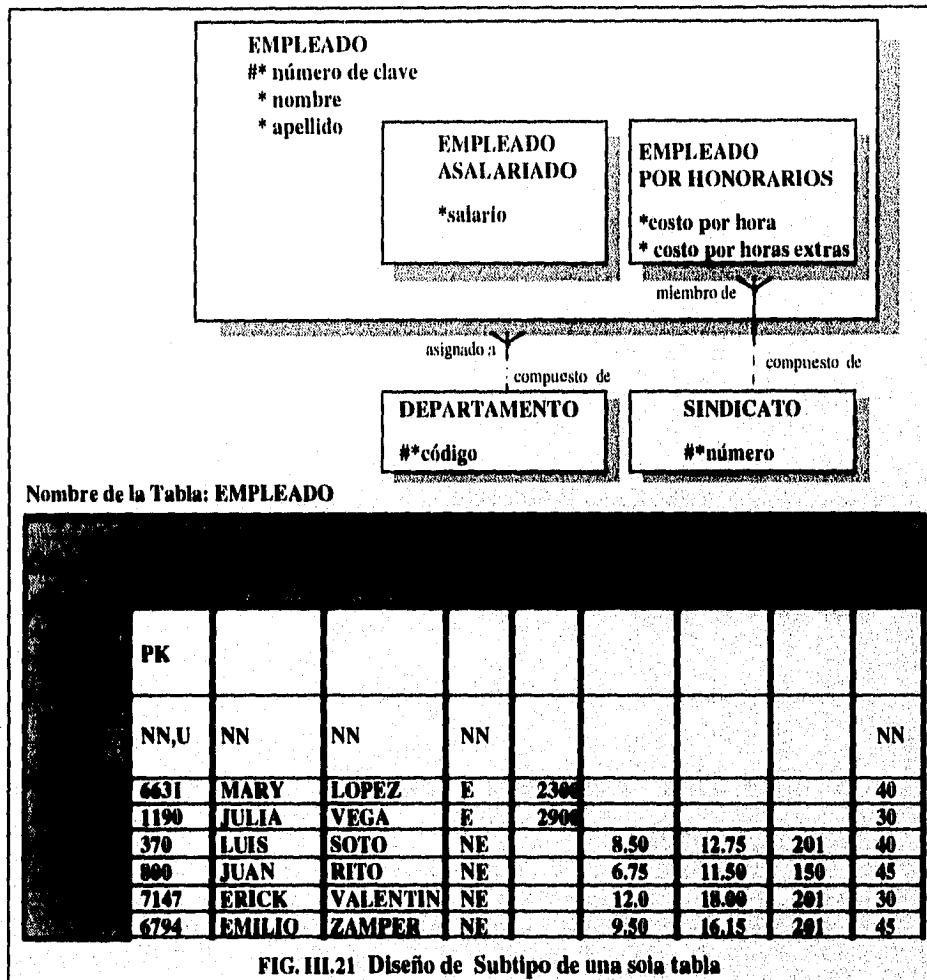 EMPLEADO
#* número de clave
* nombre
* apellido
EMPLEADO
ASALARIADO
*salario
EMPLEADO
POR HONORARIOS
*costo por hora
* costo por horas extras
miembro de
asignado a
compuesto de
compuesto de
DEPARTAMENTO
#*código
SINDICATO
#*número
Nombre de la Tabla: EMPLEADO
PK
NN,U NN NN NN NN
6631 MARY LOPEZ E 2300 40
1190 JULIA VEGA E 2900 30
370 LUIS SOTO NE 8.50 12.75 201 40
800 JUAN RITO NE 6.75 11.50 150 45
7147 ERICK VALENTIN NE 12.0 18.00 201 30
6794 EMILIO ZAMPER NE 9.50 16.15 201 45
FIG. III.21 Diseño de Subtipo de una sola tabla